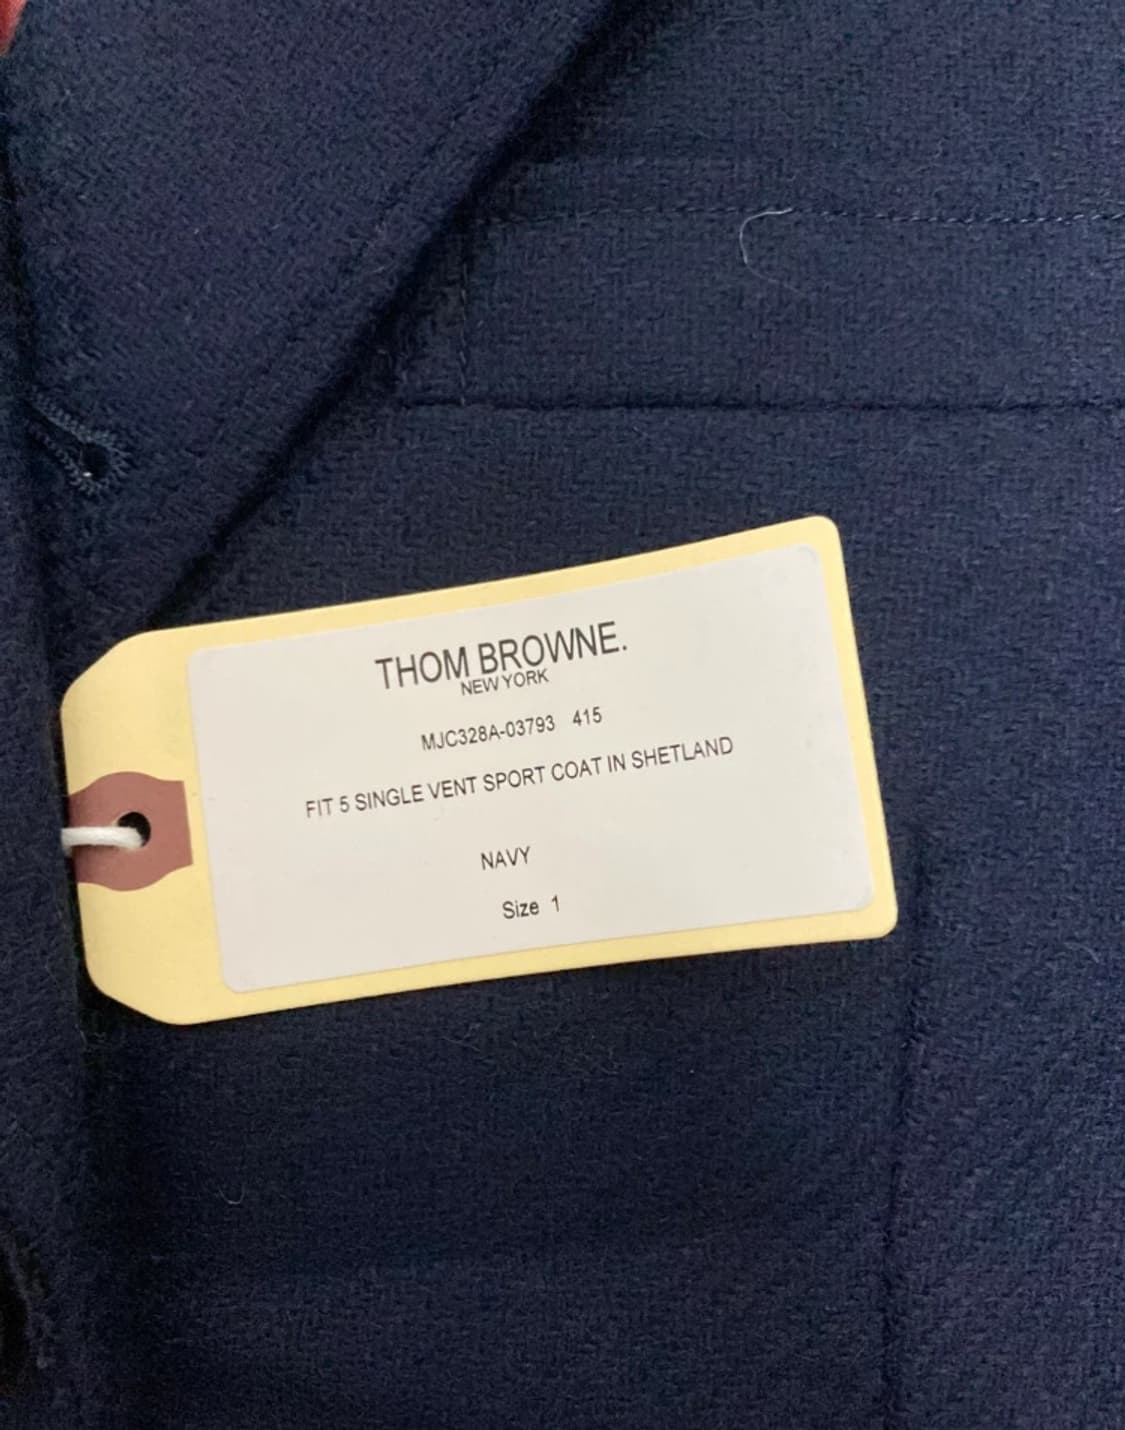 THOM BROWNE.
NEW YORK
MJC328A-03793 415
FIT 5 SINGLE VENT SPORT COAT IN SHETLAND
NAVY
Size 1